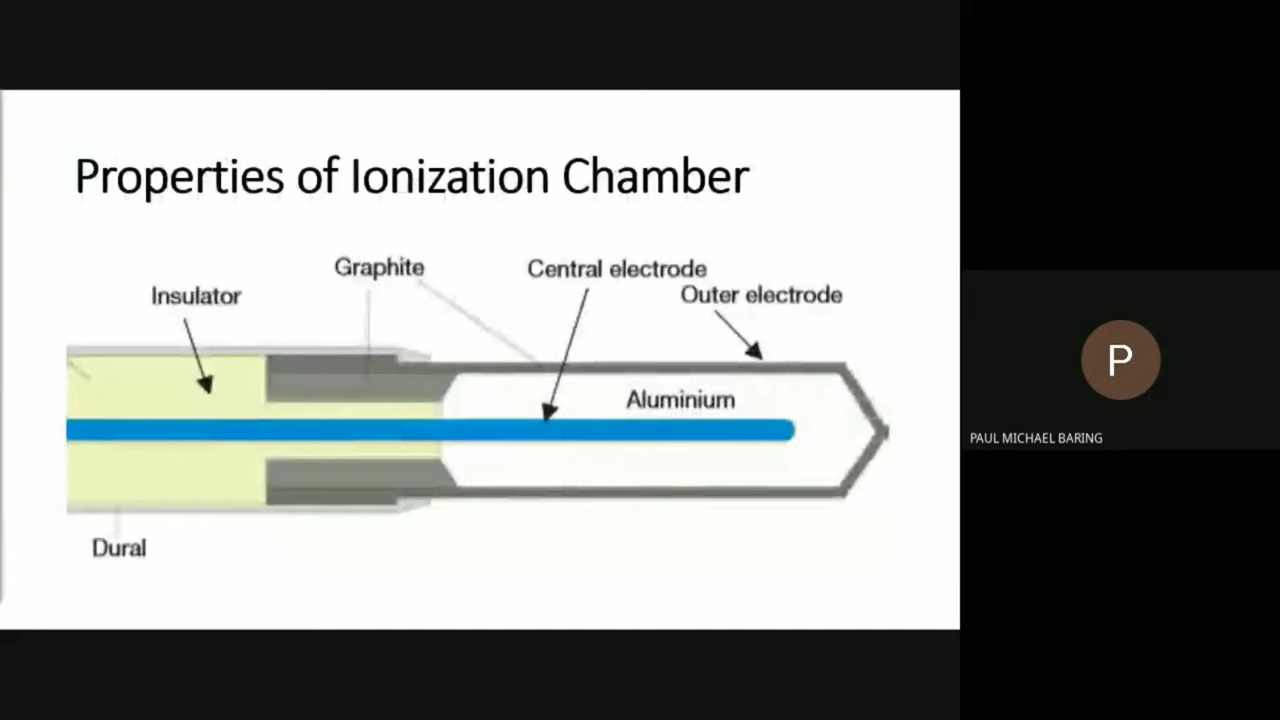 Properties of Ionization Chamber
Graphite
Central electrode
Insulator
Outer electrode
Aluminium
Dural
P
PAUL MICHAEL BARING